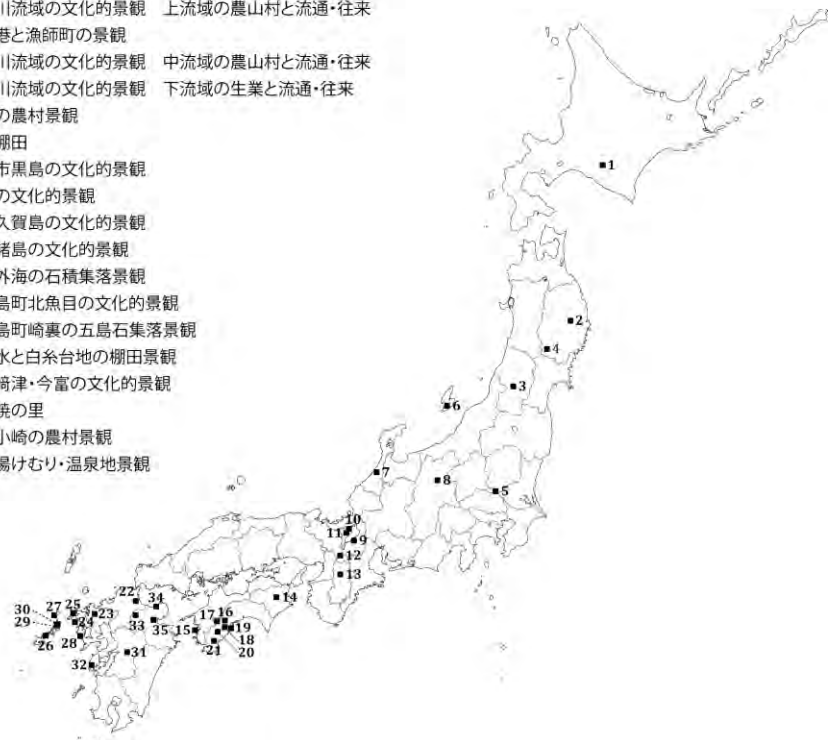 川流域の文化的景観　上流域の農山村と流通・往来
港と漁師町の景観
川流域の文化的景観　中流域の農山村と流通・往来
川流域の文化的景観　下流域の生業と流通・往来
の農村景観
棚田
市黒島の文化的景観
の文化的景観
久賀島の文化的景観
諸島の文化的景観
外海の石積集落景観
島町北魚目の文化的景観
島町崎裏の五島石集落景観
水と白糸台地の棚田景観
﨑津・今富の文化的景観
焼の里
小崎の農村景観
湯けむり・温泉地景観
1
2
4
3
6
7
8
5
10
11
9
12
13
14
22
34
30
27
25
23
17
16
29
24
33
35
15
19
26
28
18
21
20
31
32